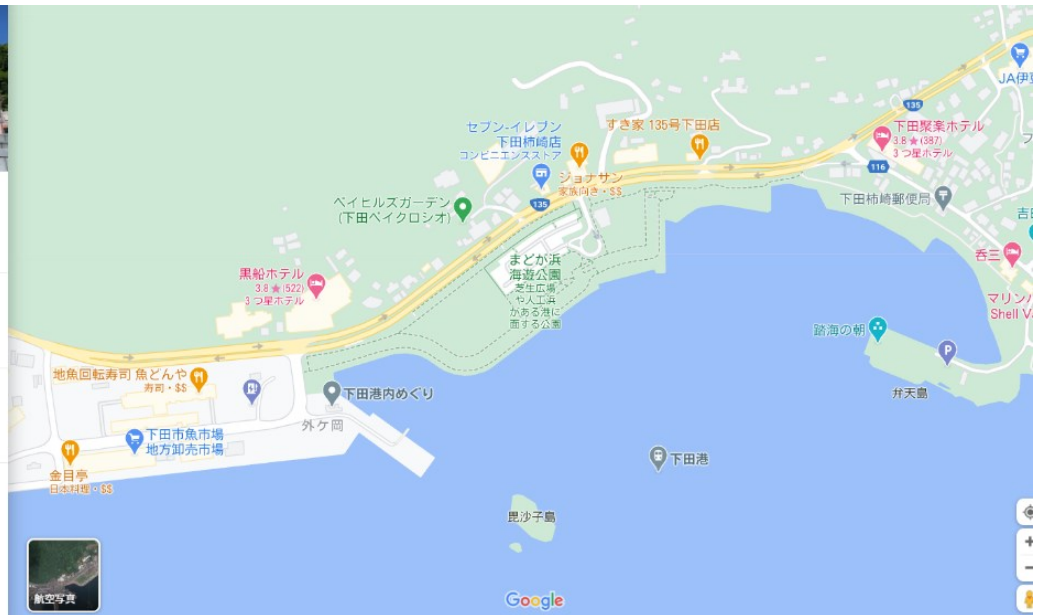 JA伊豆
135
セブン-イレブン
下田柿崎店
コンビニエンスストア
すき家 135号下田店
下田聚楽ホテル
3.8★(387)
3 つ星ホテル
ジョナサン
家族向き・$$
116
135
ベイヒルズガーデン
(下田ベイクロシオ)
下田柿崎郵便局
吞三
まどが浜
海遊公園
芝生広場
や人工浜
がある港に
面する公園
黒船ホテル
3.8★(522)
3 つ星ホテル
マリン
Shell
踏海の朝
P
弁天島
地魚回転寿司 魚どんや
寿司・$$
下田港内めぐり
外ケ岡
下田市魚市場
地方卸売市場
下田港
金目亭
日本料理・$$
毘沙子島
航空写真
Google